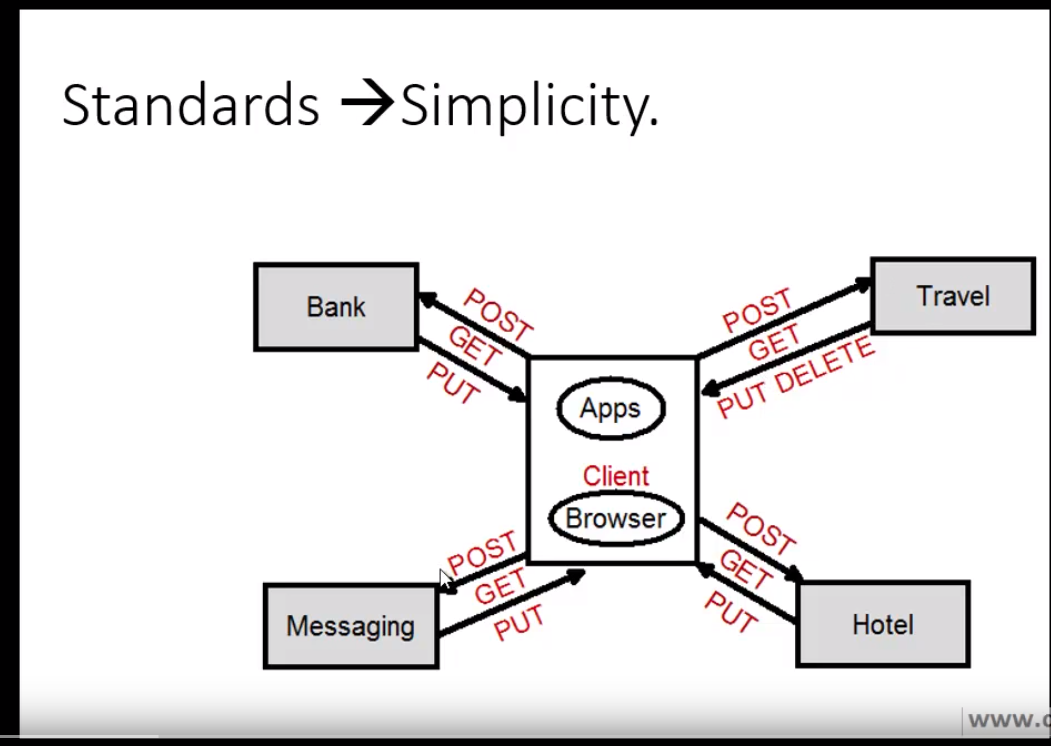 Standards →Simplicity.
Bank
POST
GET
PUT
POST
GET
PUT DELETE
Travel
Apps
Client
Browser
Messaging
POST
GET
PUT
POST
GET
PUT
Hotel